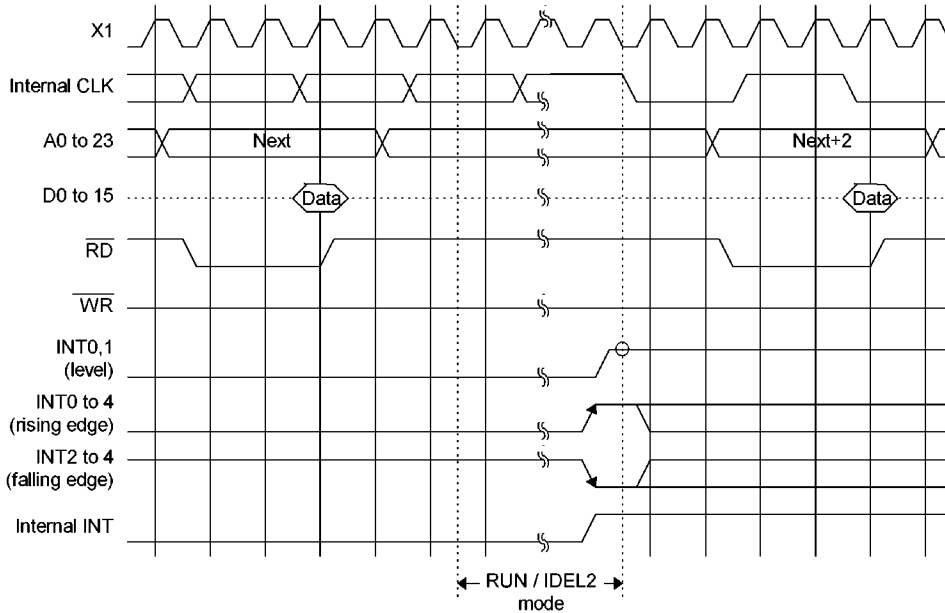 X1
Internal CLK
A0 to 23
Next
Next+2
D0 to 15
Data
Data
RD
WR
INT0,1
(level)
INT0 to 4
(rising edge)
INT2 to 4
(falling edge)
Internal INT
RUN / IDEL2
mode